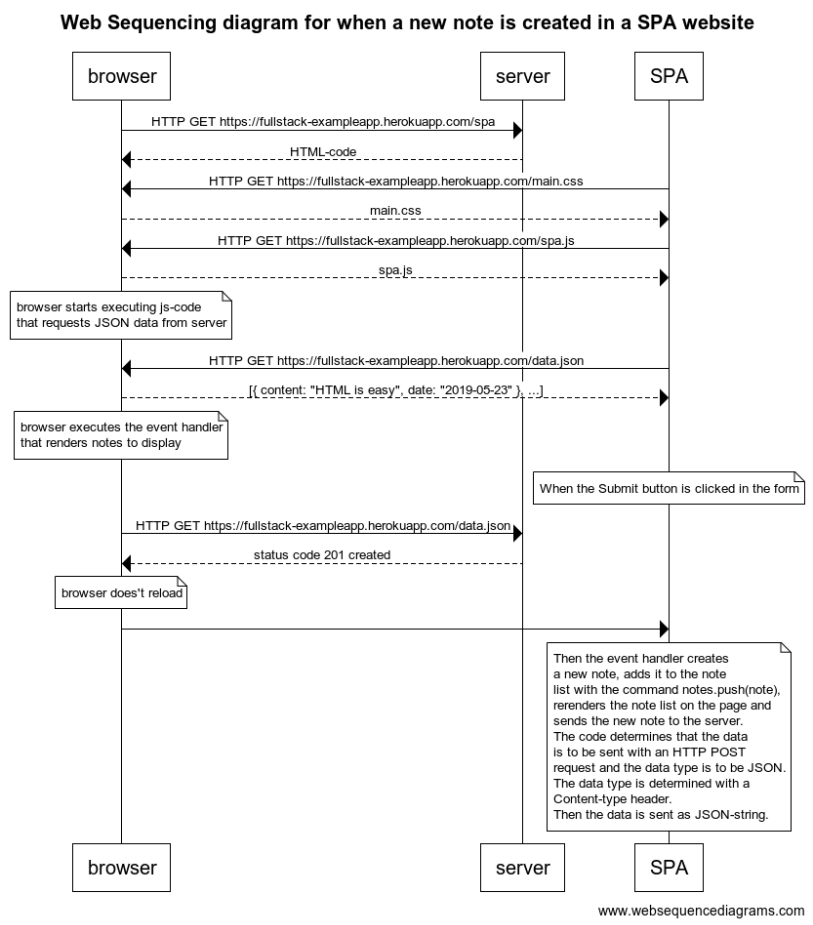 Web Sequencing diagram for when a new note is created in a SPA website
browser
server
SPA
HTTP GET https://fullstack-exampleapp.herokuapp.com/spa
HTML-code
HTTP GET https://fullstack-exampleapp.herokuapp.com/main.css
main.css
HTTP GET https://fullstack-exampleapp.herokuapp.com/spa.js
spa.js
browser starts executing js-code
that requests JSON data from server
HTTP GET https://fullstack-exampleapp.herokuapp.com/data.json
[{ content: "HTML is easy", date: "2019-05-23" }, ...]
browser executes the event handler
that renders notes to display
When the Submit button is clicked in the form
HTTP GET https://fullstack-exampleapp.herokuapp.com/data.json
status code 201 created
browser does't reload
Then the event handler creates
a new note, adds it to the note
list with the command notes.push(note),
rerenders the note list on the page and
sends the new note to the server.
The code determines that the data
is to be sent with an HTTP POST
request and the data type is to be JSON.
The data type is determined with a
Content-type header.
Then the data is sent as JSON-string.
browser
server
SPA
www.websequencediagrams.com